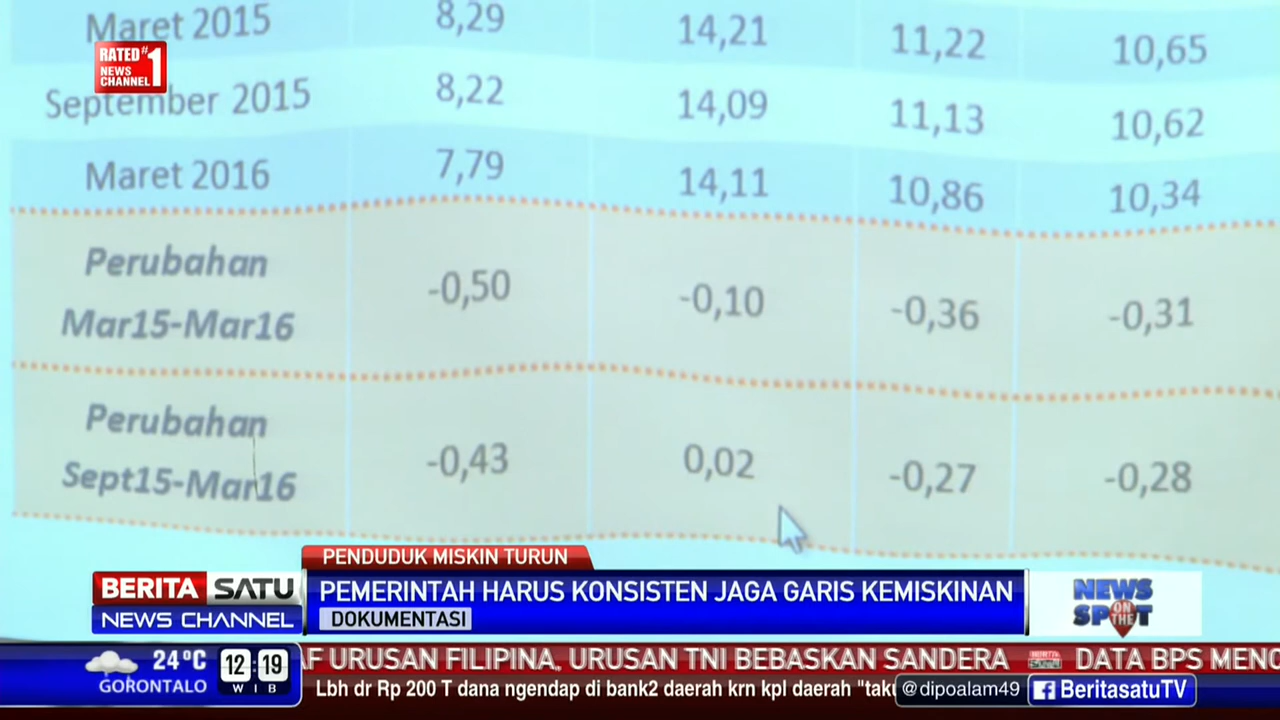 Maret 2015 8,29 14,21 11,22 10,65
RATED #1
NEWS
CHANNEL
September 2015 8,22 14,09 11,13 10,62
Maret 2016 7,79 14,11 10,86 10,34
Perubahan
Mar15-Mar16 -0,50 -0,10 -0,36 -0,31
Perubahan
Sept15-Mar16 -0,43 0,02 -0,27 -0,28
PENDUDUK MISKIN TURUN
BERITA SATU
NEWS CHANNEL
PEMERINTAH HARUS KONSISTEN JAGA GARIS KEMISKINAN
DOKUMENTASI
NEWS
ON THE
SPOT
24°C
GORONTALO
12:19
WIB
AF URUSAN FILIPINA, URUSAN TNI BEBASKAN SANDERA DATA BPS MENC
Lbh dr Rp 200 T dana ngendap di bank2 daerah krn kpl daerah "taku
@dipoalam49
BeritasatuTV